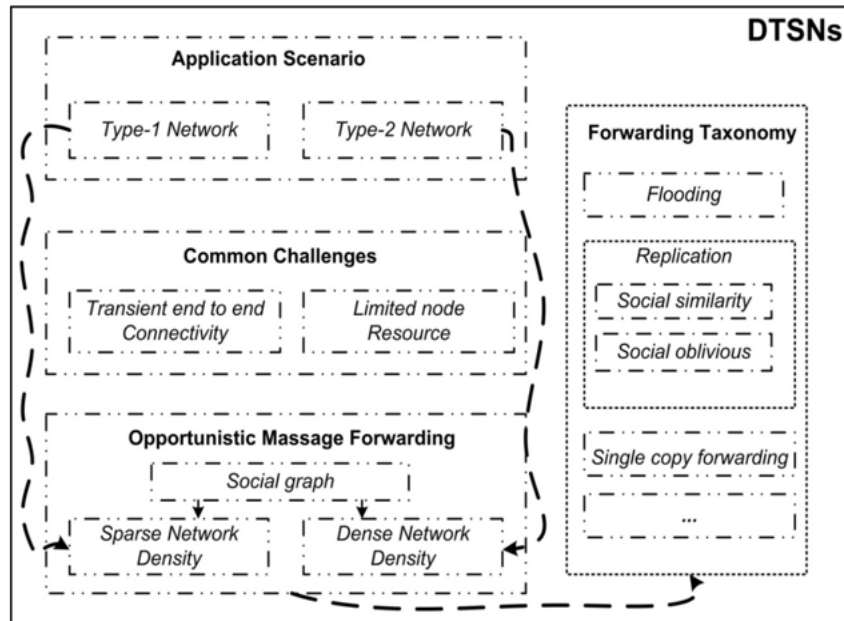 DTSNs
Application Scenario
Type-1 Network
Type-2 Network
Common Challenges
Transient end to end
Connectivity
Limited node
Resource
Opportunistic Massage Forwarding
Social graph
Sparse Network
Density
Dense Network
Density
Forwarding Taxonomy
Flooding
Replication
Social similarity
Social oblivious
Single copy forwarding
...